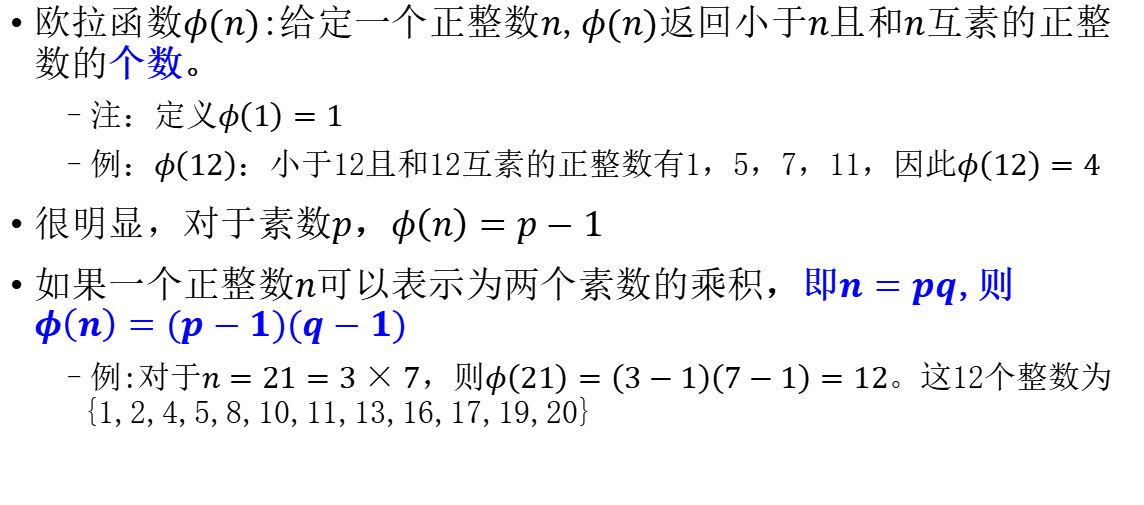 • 欧拉函数ϕ(n):给定一个正整数n, ϕ(n)返回小于n且和n互素的正整
数的个数。
– 注：定义ϕ(1) = 1
– 例：ϕ(12)：小于12且和12互素的正整数有1，5，7，11，因此ϕ(12) = 4
• 很明显，对于素数p，ϕ(n) = p − 1
• 如果一个正整数n可以表示为两个素数的乘积，即n = pq, 则
ϕ(n) = (p − 1)(q − 1)
– 例:对于n = 21 = 3 × 7，则ϕ(21) = (3 − 1)(7 − 1) = 12。这12个整数为
{1, 2, 4, 5, 8, 10, 11, 13, 16, 17, 19, 20}